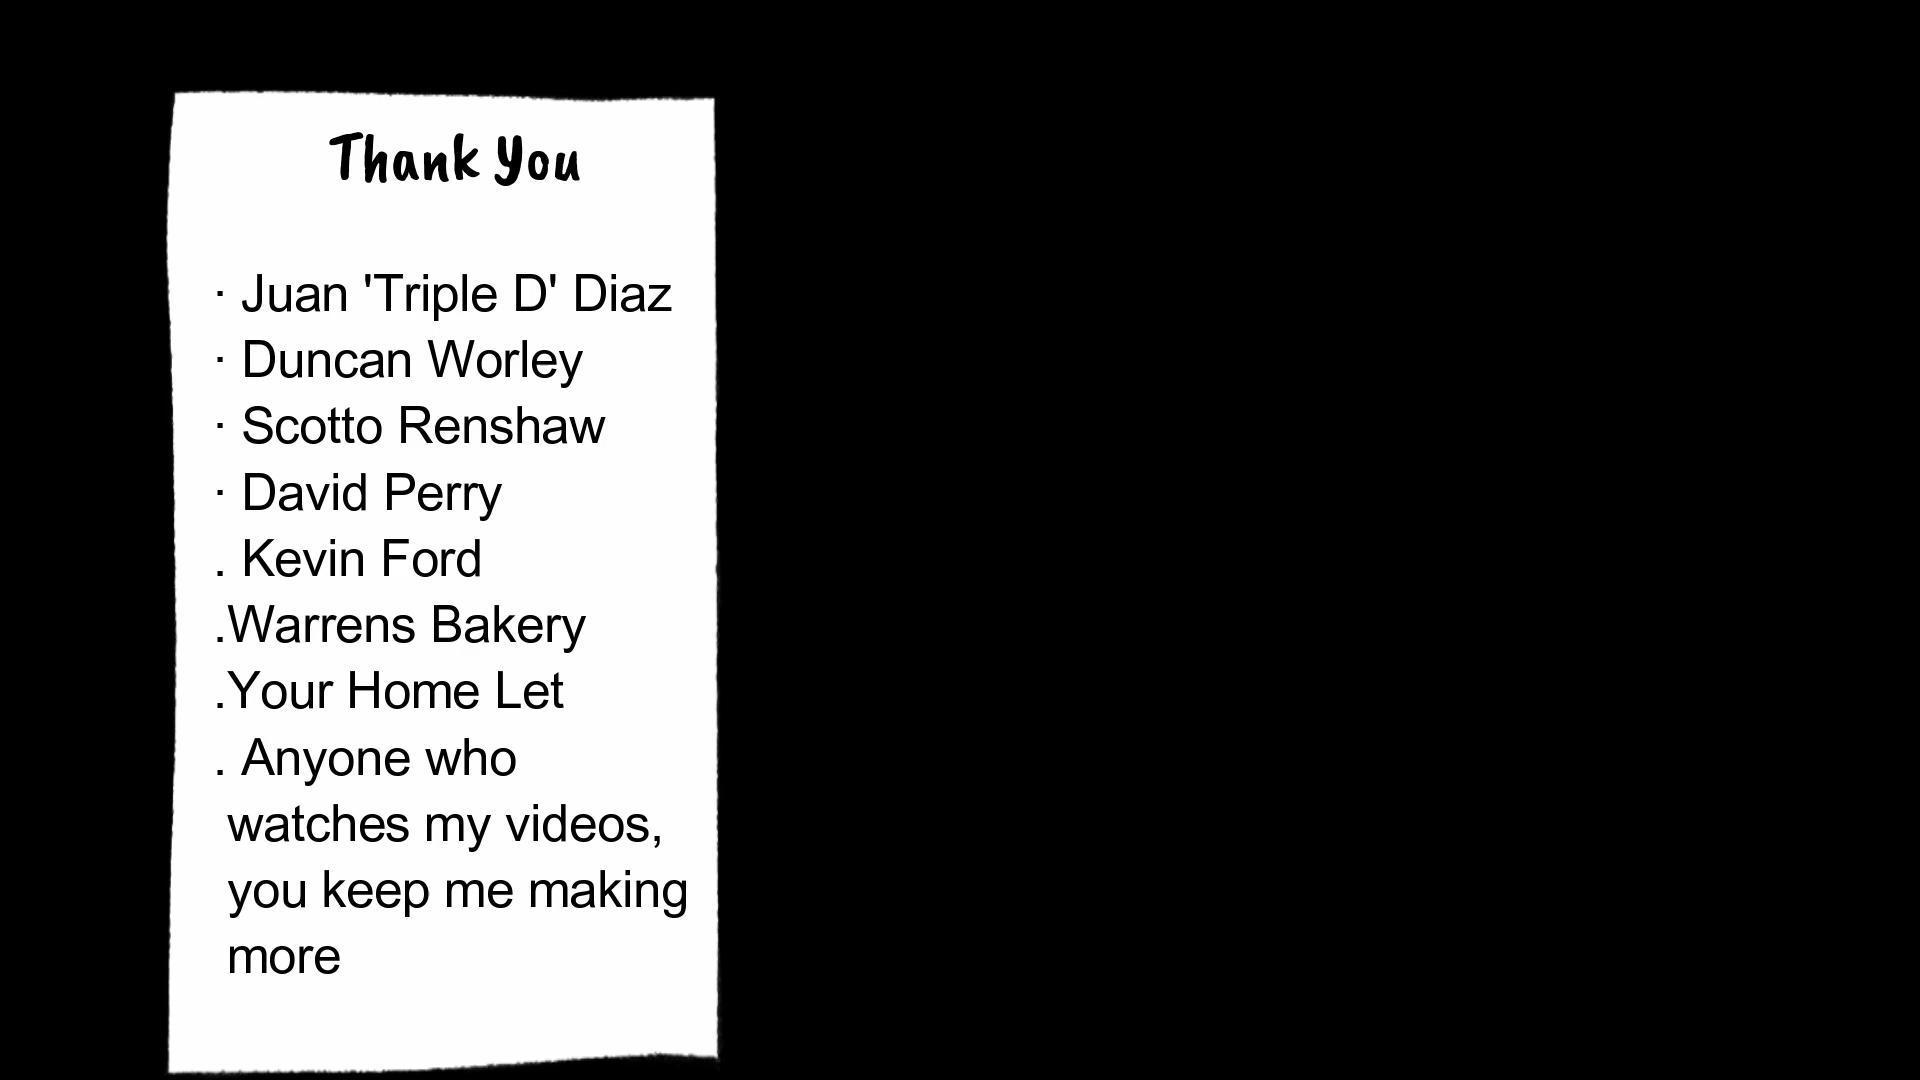 Thank You
· Juan 'Triple D' Diaz
· Duncan Worley
· Scotto Renshaw
· David Perry
. Kevin Ford
.Warrens Bakery
.Your Home Let
. Anyone who
watches my videos,
you keep me making
more